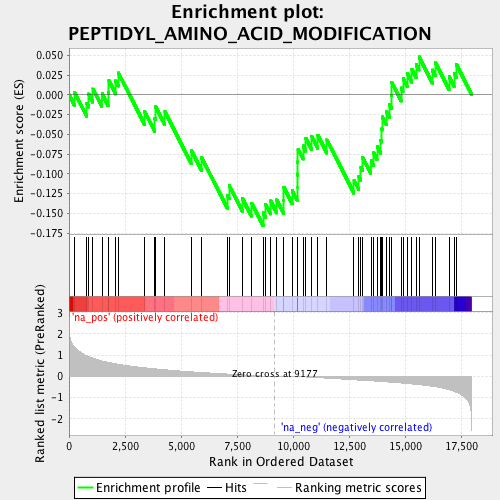 Enrichment plot:
PEPTIDYL_AMINO_ACID_MODIFICATION
Enrichment score (ES)
0.050
0.025
0.000
-0.025
-0.050
-0.075
-0.100
-0.125
-0.150
-0.175
'na_pos' (positively correlated)
Ranked list metric (PreRanked)
3
2
1
0
-1
-2
Zero cross at 9177
'na_neg' (negatively correlated)
0
2,500
5,000
7,500
10,000
12,500
15,000
17,500
Rank in Ordered Dataset
Enrichment profile
Hits
Ranking metric scores